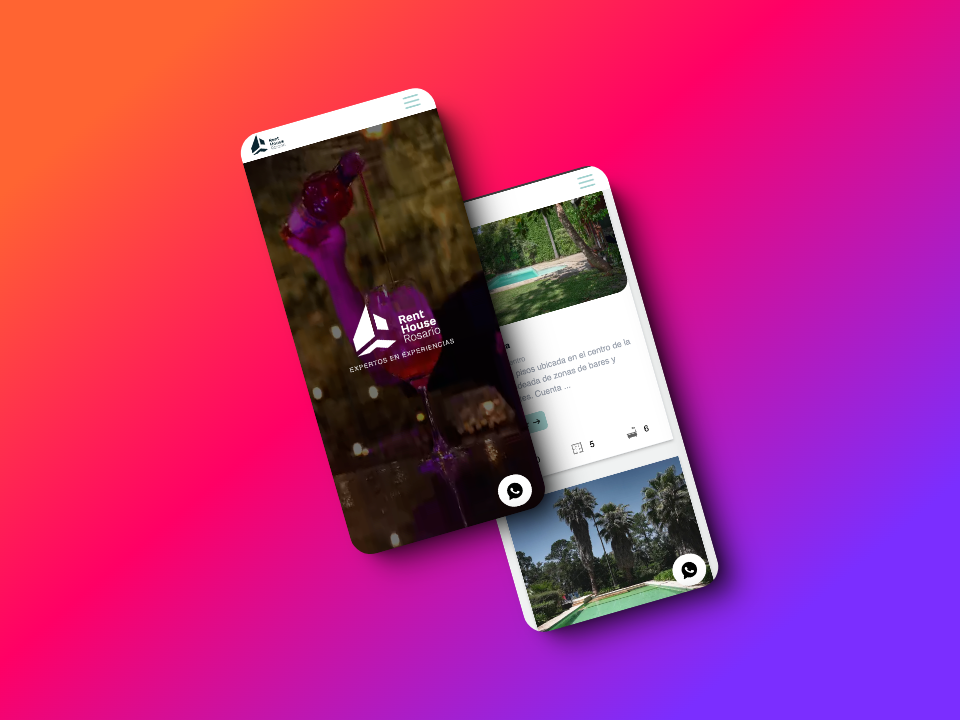 Rent
House
Rosario
Rent
House
Rosario
EXPERTOS EN EXPERIENCIAS
pisos ubicada en el centro de la
deada de zonas de bares y
es, Cuenta ...
5
6